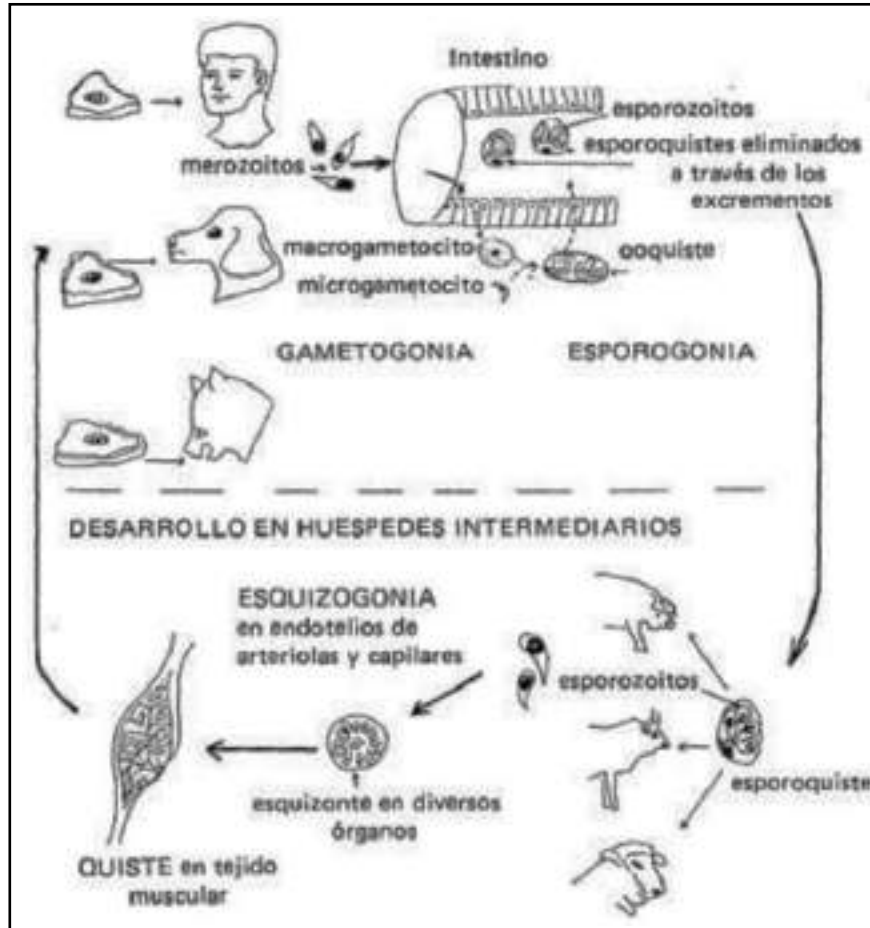 Intestino
esporozoitos
esporoquistes eliminados
a través de los
excrementos
merozoitos
macrogametocito
microgametocito
ooquiste
GAMETOGONIA
ESPOROGONIA
DESARROLLO EN HUESPEDES INTERMEDIARIOS
ESQUIZOGONIA
en endotelios de
arteriolas y capilares
esporozoitos
esporoquiste
esquizonte en diversos
órganos
QUISTE en tejido
muscular